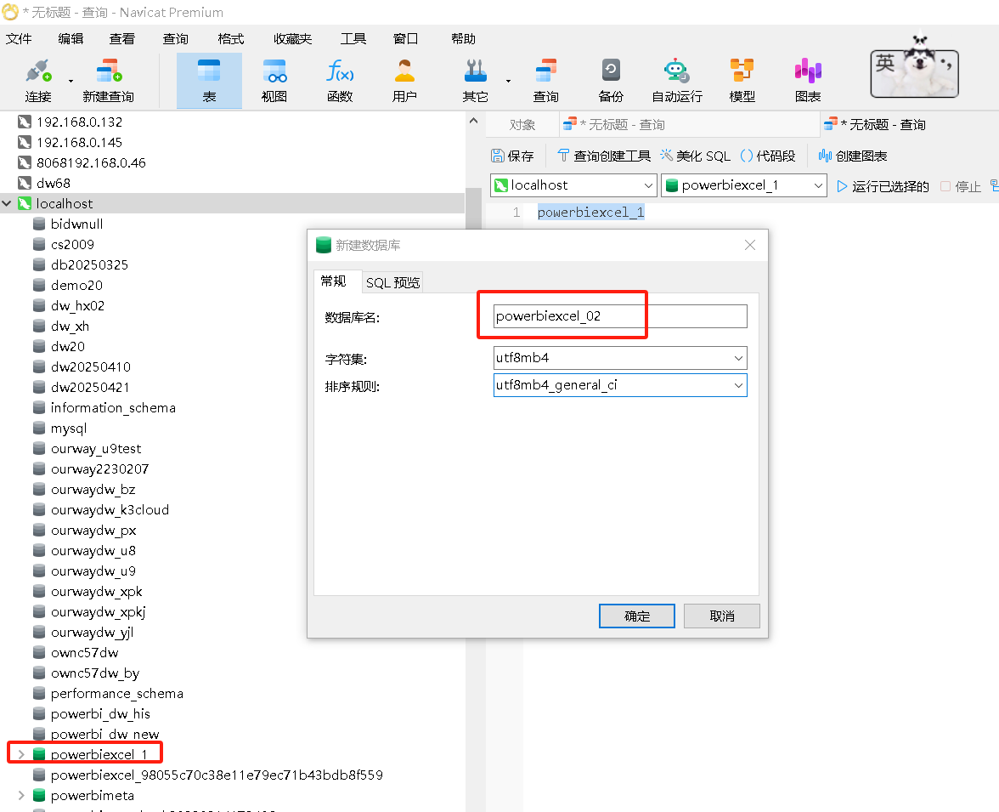 * 无标题 - 查询 - Navicat Premium
文件 编辑 查看 查询 格式 收藏夹 工具 窗口 帮助
连接 新建查询 表 视图 f(x) 函数 用户 其它 查询 备份 自动运行 模型 图表
英
192.168.0.132
192.168.0.145
8068192.168.0.46
dw68
localhost
bidwnull
cs2009
db20250325
demo20
dw_hx02
dw_xh
dw20
dw20250410
dw20250421
information_schema
mysql
ourway_u9test
ourway2230207
ourwaydw_bz
ourwaydw_k3cloud
ourwaydw_px
ourwaydw_u8
ourwaydw_u9
ourwaydw_xpk
ourwaydw_xpkj
ourwaydw_yjl
ownc57dw
ownc57dw_by
performance_schema
powerbi_dw_his
powerbi_dw_new
powerbiexcel_1
powerbiexcel_98055c70c38e11e79ec71b43bdb8f559
powerbimeta
对象 * 无标题 - 查询 * 无标题 - 查询
保存 查询创建工具 美化 SQL () 代码段 创建图表
localhost powerbiexcel_1 运行已选择的 停止
1 powerbiexcel_1
新建数据库
常规 SQL 预览
数据库名: powerbiexcel_02
字符集: utf8mb4
排序规则: utf8mb4_general_ci
确定 取消